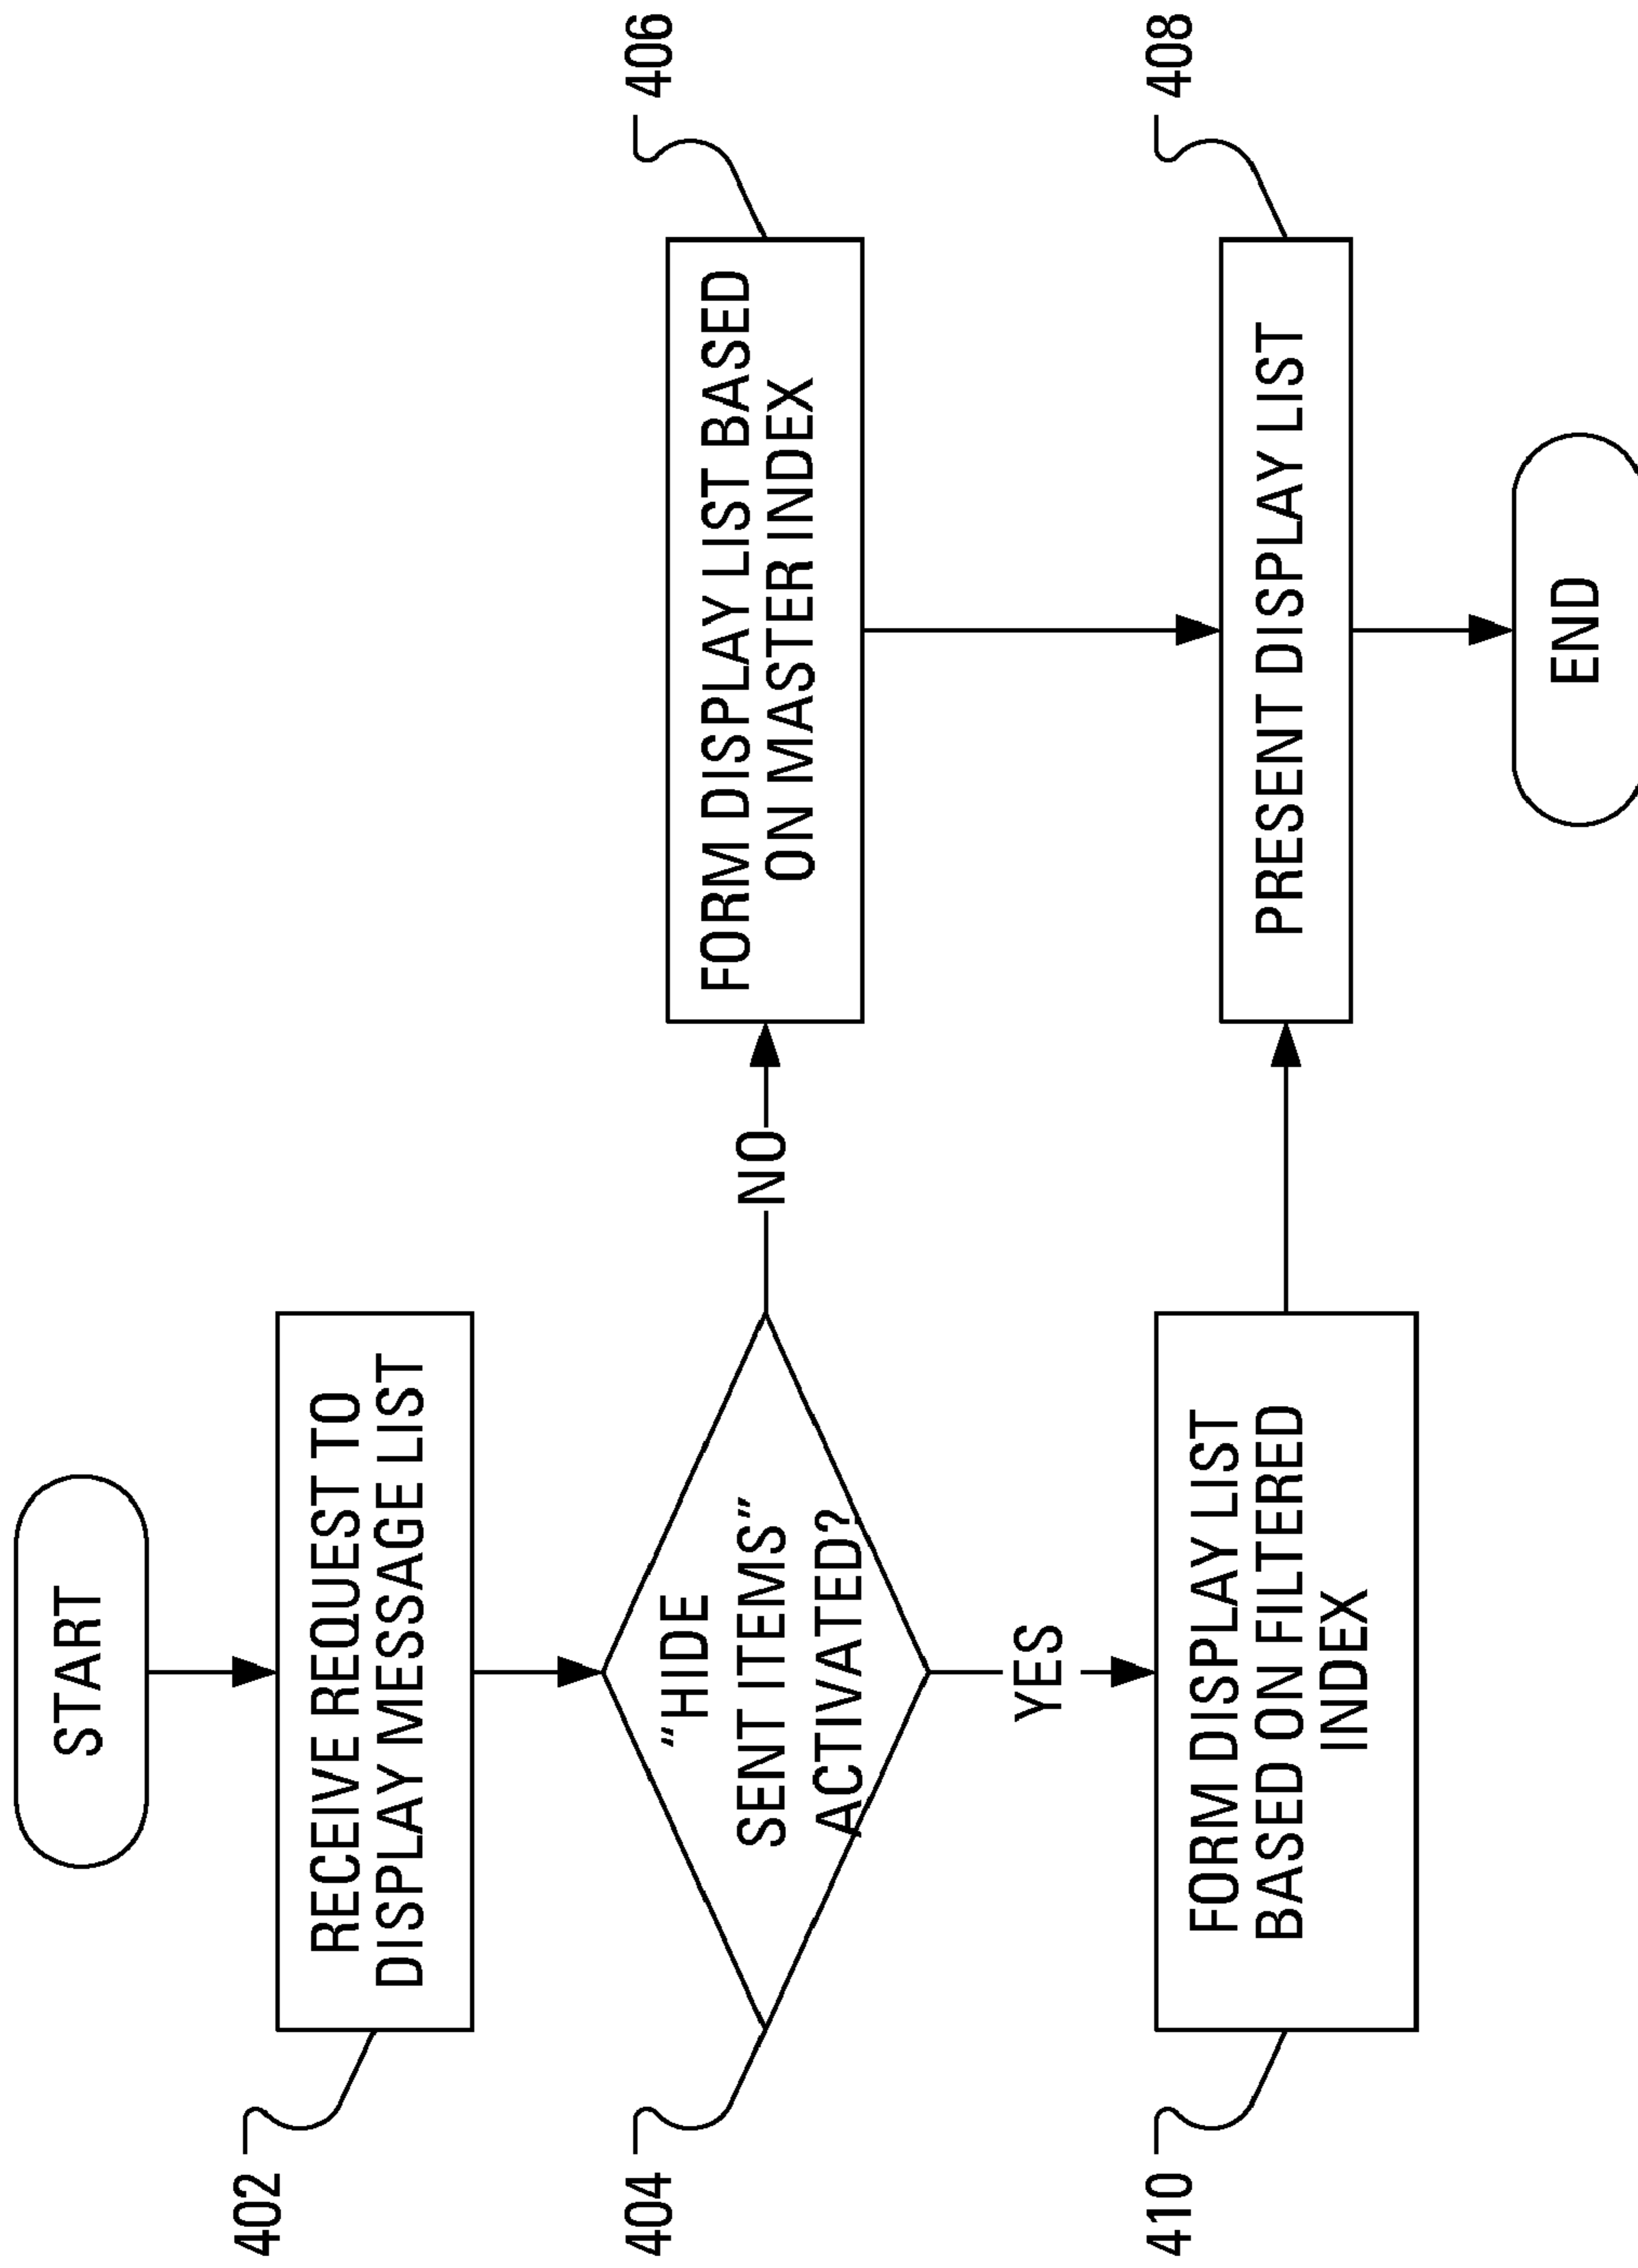 START
402
RECEIVE REQUEST TO
DISPLAY MESSAGE LIST
404
"HIDE
SENT ITEMS"
ACTIVATED?
NO
406
FORM DISPLAY LIST BASED
ON MASTER INDEX
YES
410
FORM DISPLAY LIST
BASED ON FILTERED
INDEX
408
PRESENT DISPLAY LIST
END